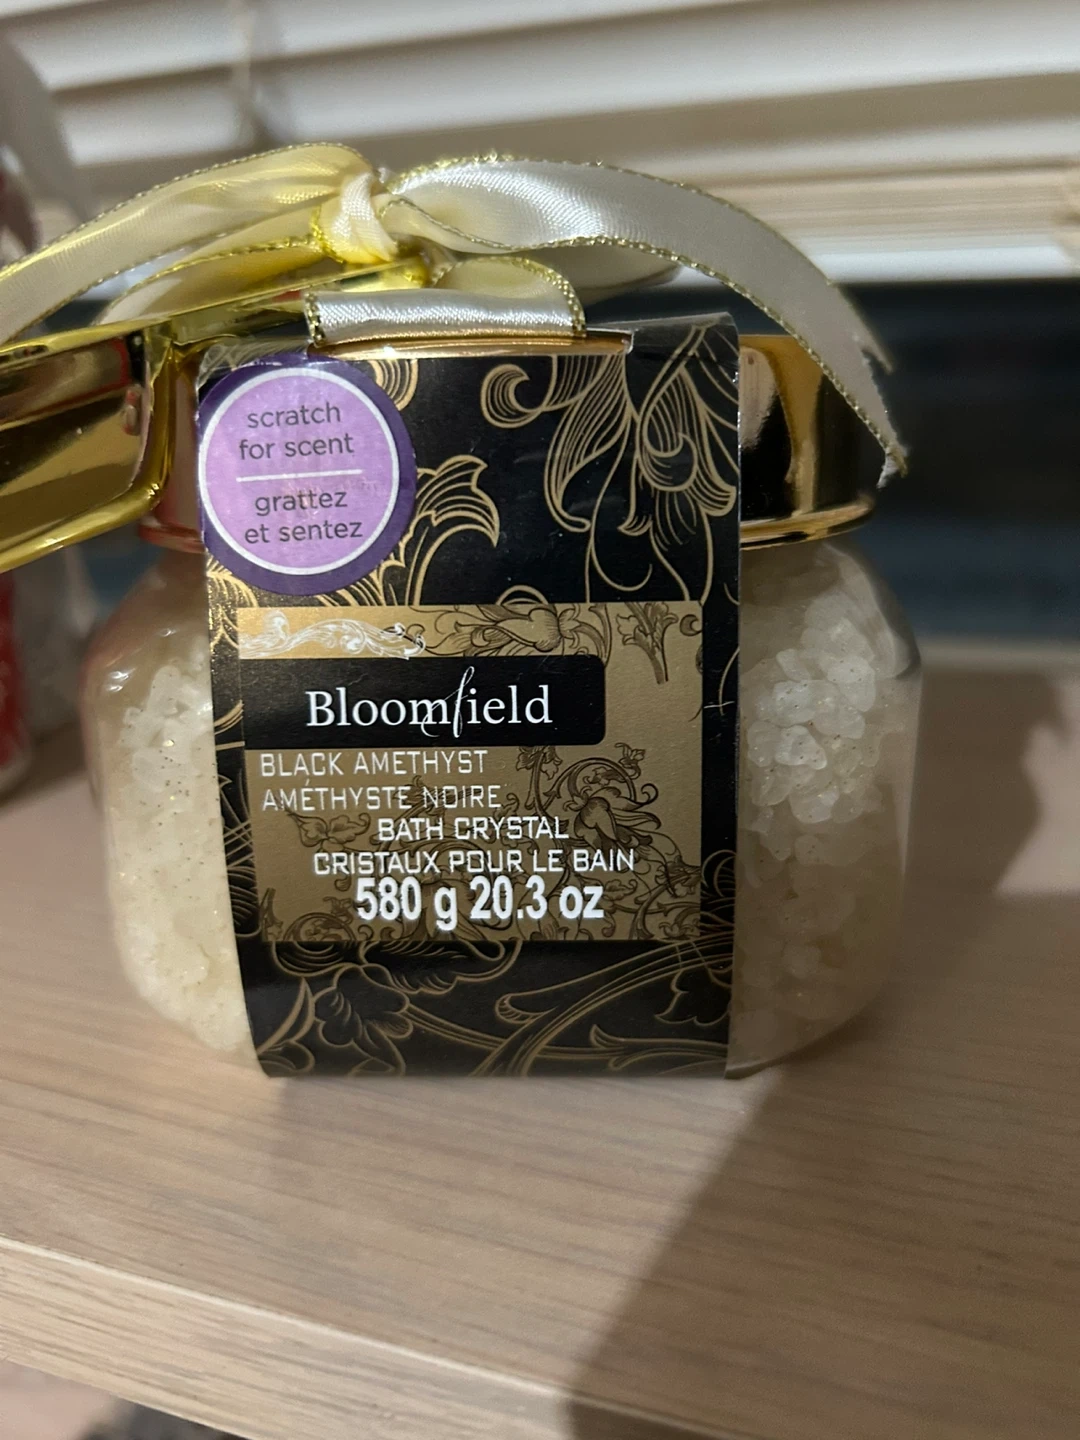 scratch
for scent
grattez
et sentez
Bloomfield
BLACK AMETHYST
AMÉTHYSTE NOIRE
BATH CRYSTAL
CRISTAUX POUR LE BAIN
580 g 20.3 oz